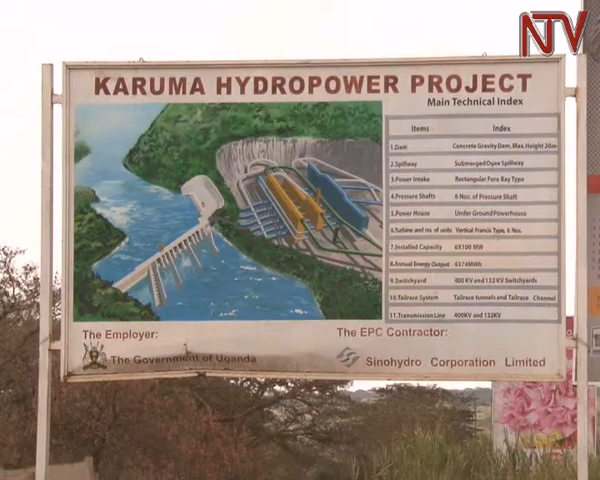 NTV
KARUMA HYDROPOWER PROJECT
Main Technical Index
Items Index
1.Dam Concrete Gravity Dam, Max.Height 20m
2.Spillway Submerged Ogee Spillway
3.Power Intake Rectangular Fore Bay Type
4.Pressure Shafts 6 Nos. of Pressure Shaft
5.Power House Under Ground Powerhouse
6.Turbine and no. of units Vertical Francis Type, 6 Nos.
7.Installed Capacity 6X100 MW
8.Annual Energy Output 4374MWh
9.Switchyard 400 KV and 132 KV Switchyards
10.Tailrace System Tailrace tunnels and Tailrace Channel
11.Transmission Line 400KV and 132KV
The Employer: The EPC Contractor:
The Government of Uganda Sinohydro Corporation Limited